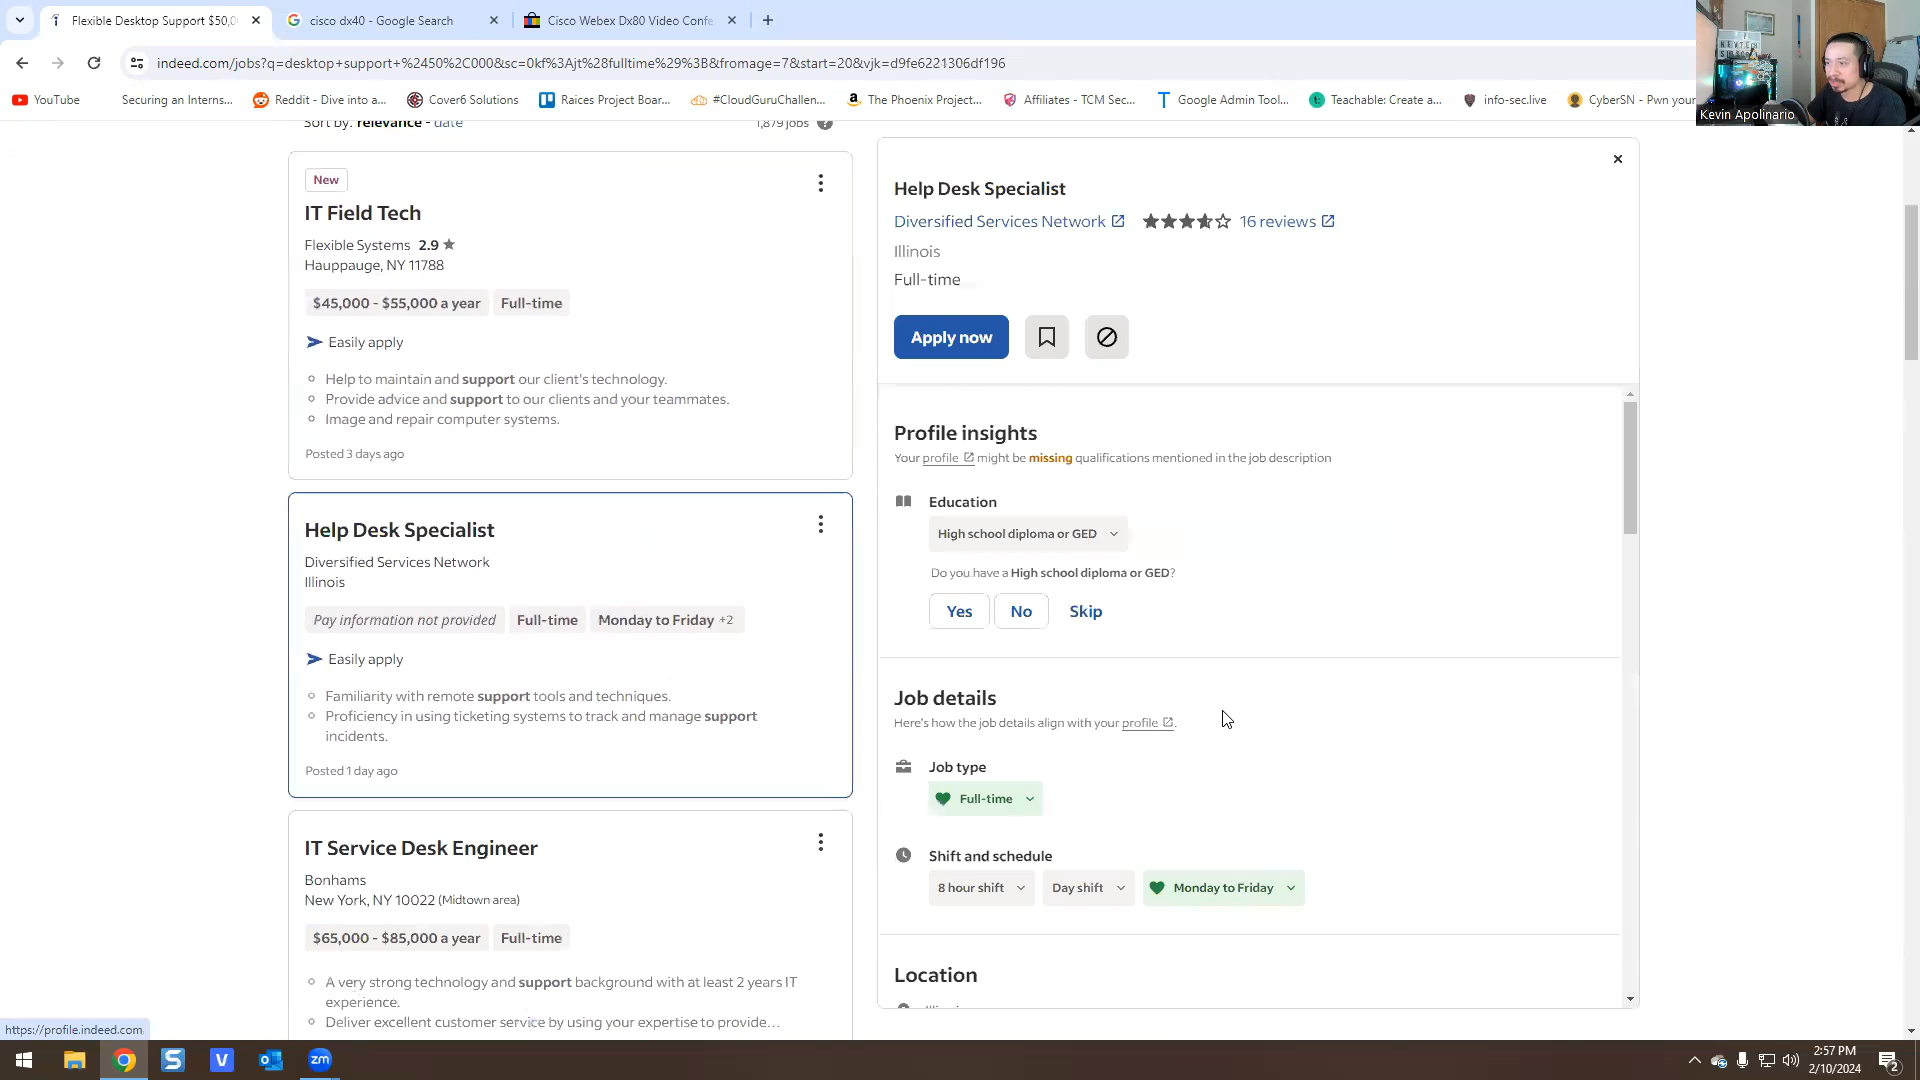 Flexible Desktop Support $50,0
cisco dx40 - Google Search
Cisco Webex Dx80 Video Confe
indeed.com/jobs?q=desktop+support+%2450%2C000&sc=0kf%3Ajt%28fulltime%29%3B&fromage=7&start=20&vjk=d9fe6221306df196
YouTube
Securing an Interns...
Reddit - Dive into a...
Cover6 Solutions
Raices Project Boar...
#CloudGuruChallen...
The Phoenix Project...
Affiliates - TCM Sec...
Google Admin Tool...
Teachable: Create a...
info-sec.live
CyberSN - Pwn your
Kevin Apolinario
Sort by: relevance - date
1,879 jobs
New
IT Field Tech
Flexible Systems 2.9
Hauppauge, NY 11788
$45,000 - $55,000 a year
Full-time
Easily apply
Help to maintain and support our client's technology.
Provide advice and support to our clients and your teammates.
Image and repair computer systems.
Posted 3 days ago
Help Desk Specialist
Diversified Services Network
Illinois
Pay information not provided
Full-time
Monday to Friday +2
Easily apply
Familiarity with remote support tools and techniques.
Proficiency in using ticketing systems to track and manage support
incidents.
Posted 1 day ago
IT Service Desk Engineer
Bonhams
New York, NY 10022 (Midtown area)
$65,000 - $85,000 a year
Full-time
A very strong technology and support background with at least 2 years IT
experience.
Deliver excellent customer service by using your expertise to provide...
Help Desk Specialist
Diversified Services Network
16 reviews
Illinois
Full-time
Apply now
Profile insights
Your profile might be missing qualifications mentioned in the job description
Education
High school diploma or GED
Do you have a High school diploma or GED?
Yes
No
Skip
Job details
Here's how the job details align with your profile.
Job type
Full-time
Shift and schedule
8 hour shift
Day shift
Monday to Friday
Location
https://profile.indeed.com
2:57 PM
2/10/2024
2